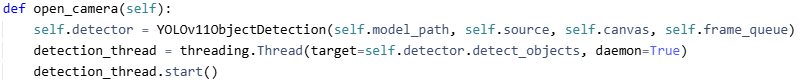 def open_camera(self):
    self.detector = YOLOv11ObjectDetection(self.model_path, self.source, self.canvas, self.frame_queue)
    detection_thread = threading.Thread(target=self.detector.detect_objects, daemon=True)
    detection_thread.start()